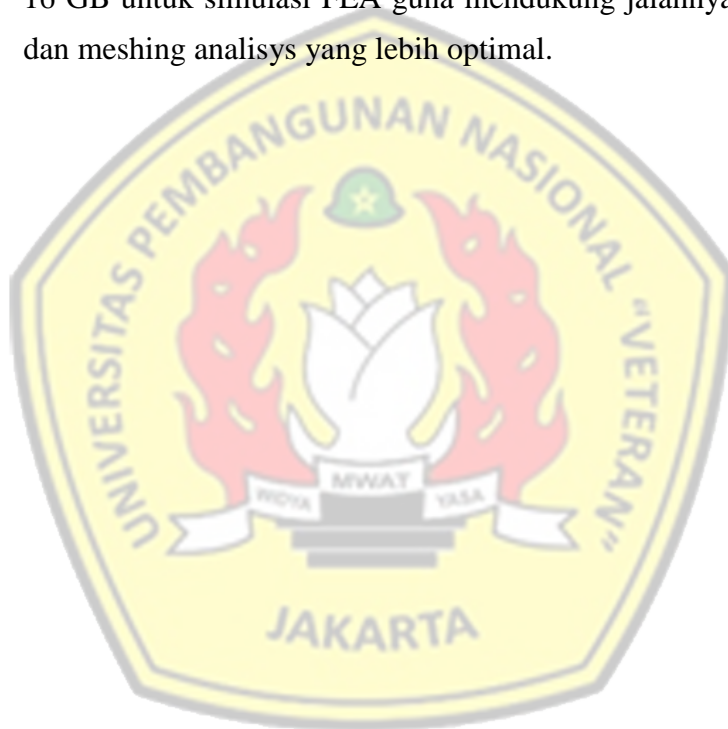 16 GB untuk simulasi FEA guna mendukung jalannya
dan meshing analisys yang lebih optimal.
UNIVERSITAS PEMBANGUNAN NASIONAL "VETERAN"
WIDYA MWAT YASA
JAKARTA